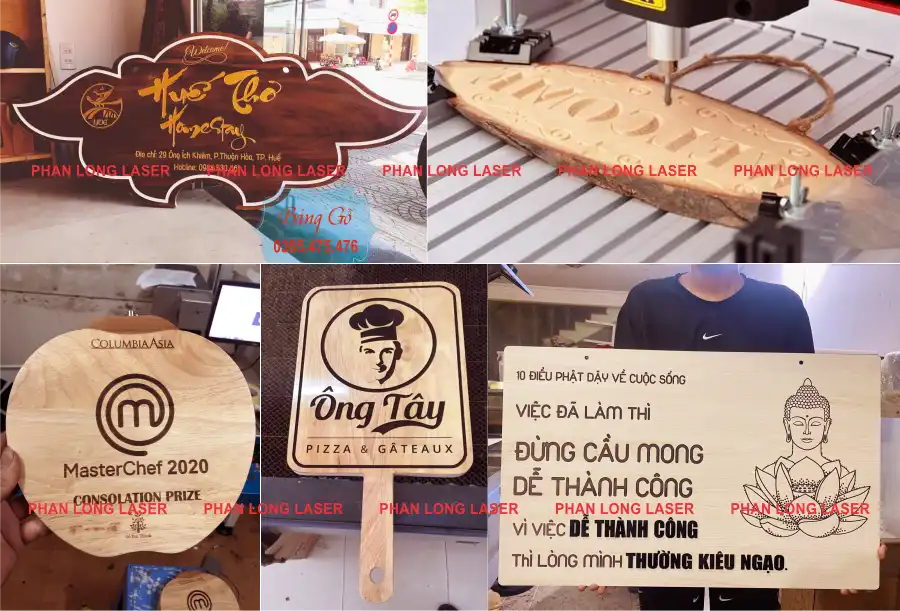 Welcome!
Huế Thơ
Homestay
Địa chỉ: 29 Ông Ích Khiêm, P.Thuận Hòa, TP. Huế
PHAN LONG LASER PHAN LONG LASER PHAN LONG LASER PHAN LONG LASER PHAN LONG LASER
Bảng Gỗ
0365.475.476
COLUMBIAASIA
MasterChef 2020
CONSOLATION PRIZE
Ông Tây
PIZZA & GÂTEAUX
10 ĐIỀU PHẬT DẠY VỀ CUỘC SỐNG
VIỆC ĐÃ LÀM THÌ
ĐỪNG CẦU MONG
DỄ THÀNH CÔNG
VÌ VIỆC DỄ THÀNH CÔNG
THÌ LÒNG MÌNH THƯỜNG KIÊU NGẠO.
PHAN LONG LASER PHAN LONG LASER PHAN LONG LASER PHAN LONG LASER PHAN LONG LASER